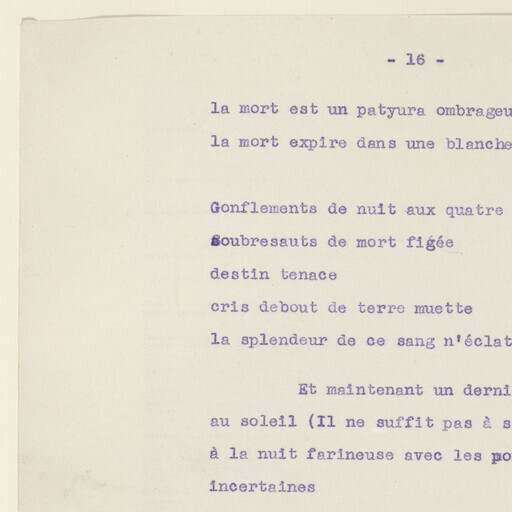 - 16 -
la mort est un patyura ombrageu
la mort expire dans une blanche
Gonflements de nuit aux quatre
Soubresauts de mort figée
destin tenace
cris debout de terre muette
la splendeur de ce sang n'éclat
Et maintenant un derni
au soleil (Il ne suffit pas à s
à la nuit farineuse avec les po
incertaines